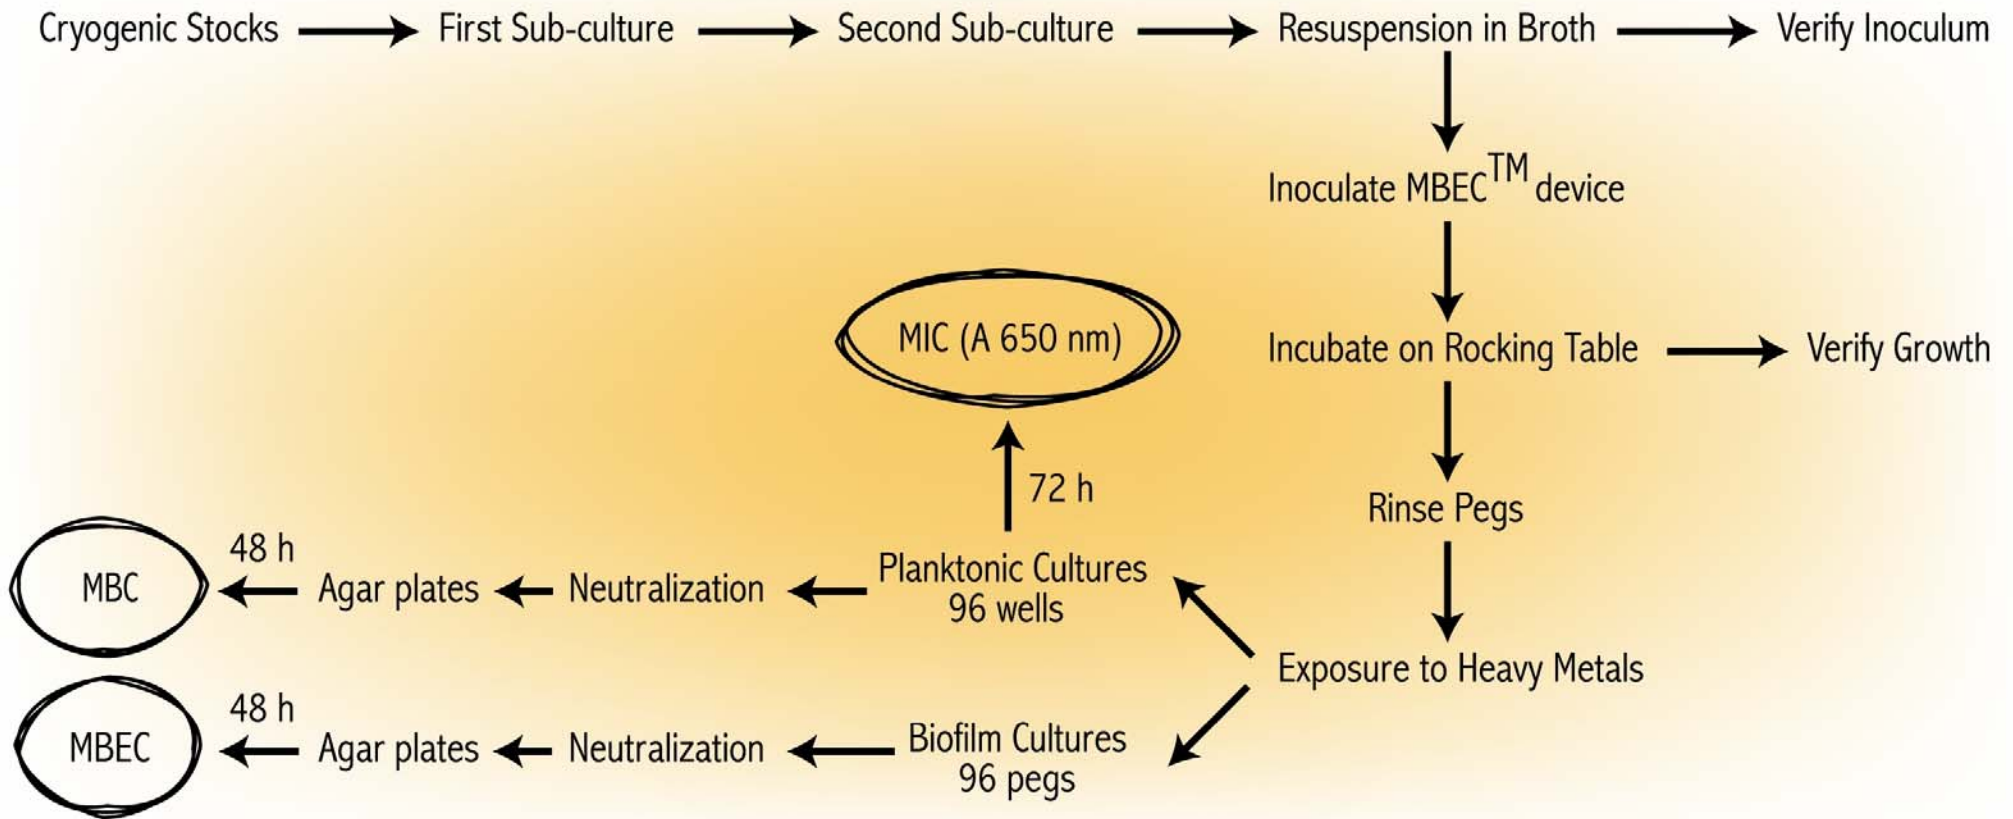 Cryogenic Stocks
First Sub-culture
Second Sub-culture
Resuspension in Broth
Verify Inoculum
Inoculate MBEC™ device
MIC (A 650 nm)
Incubate on Rocking Table
Verify Growth
72 h
Rinse Pegs
48 h
MBC
Agar plates
Neutralization
Planktonic Cultures
96 wells
Exposure to Heavy Metals
48 h
MBEC
Agar plates
Neutralization
Biofilm Cultures
96 pegs